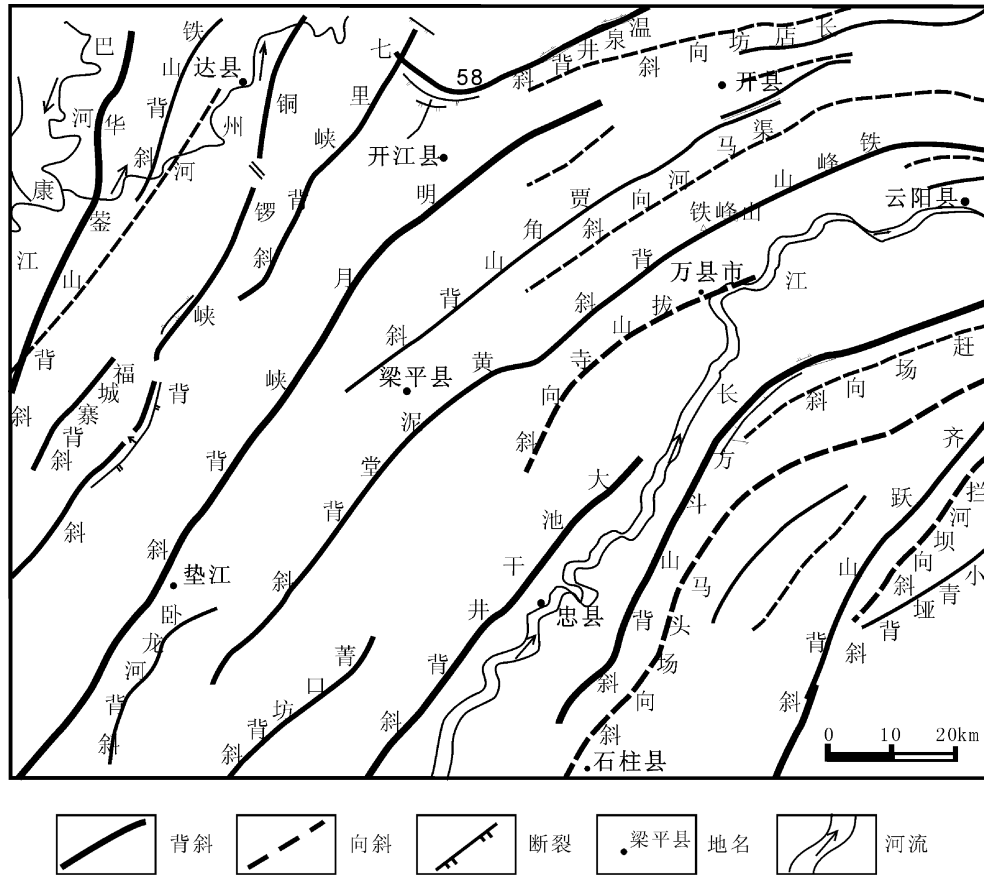 温泉井背斜
长店坊向斜
七里峡背斜
58
铁山背斜
达县
铜锣峡背斜
巴河
州河
康
江
华蓥山背斜
开县
开江县
明月峡背斜
马渠河向斜
贾角山背斜
铁峰山背斜
铁峰山
云阳县
万县市
长江
拔山寺向斜
黄泥堂背斜
梁平县
福城寨背斜
赶场向斜
方斗山背斜
齐跃山背斜
拦河坝向斜
小青垭背斜
大池干井背斜
马头场向斜
垫江
卧龙河背斜
忠县
菁口坊背斜
石柱县
0 10 20km
背斜
向斜
断裂
梁平县
地名
河流